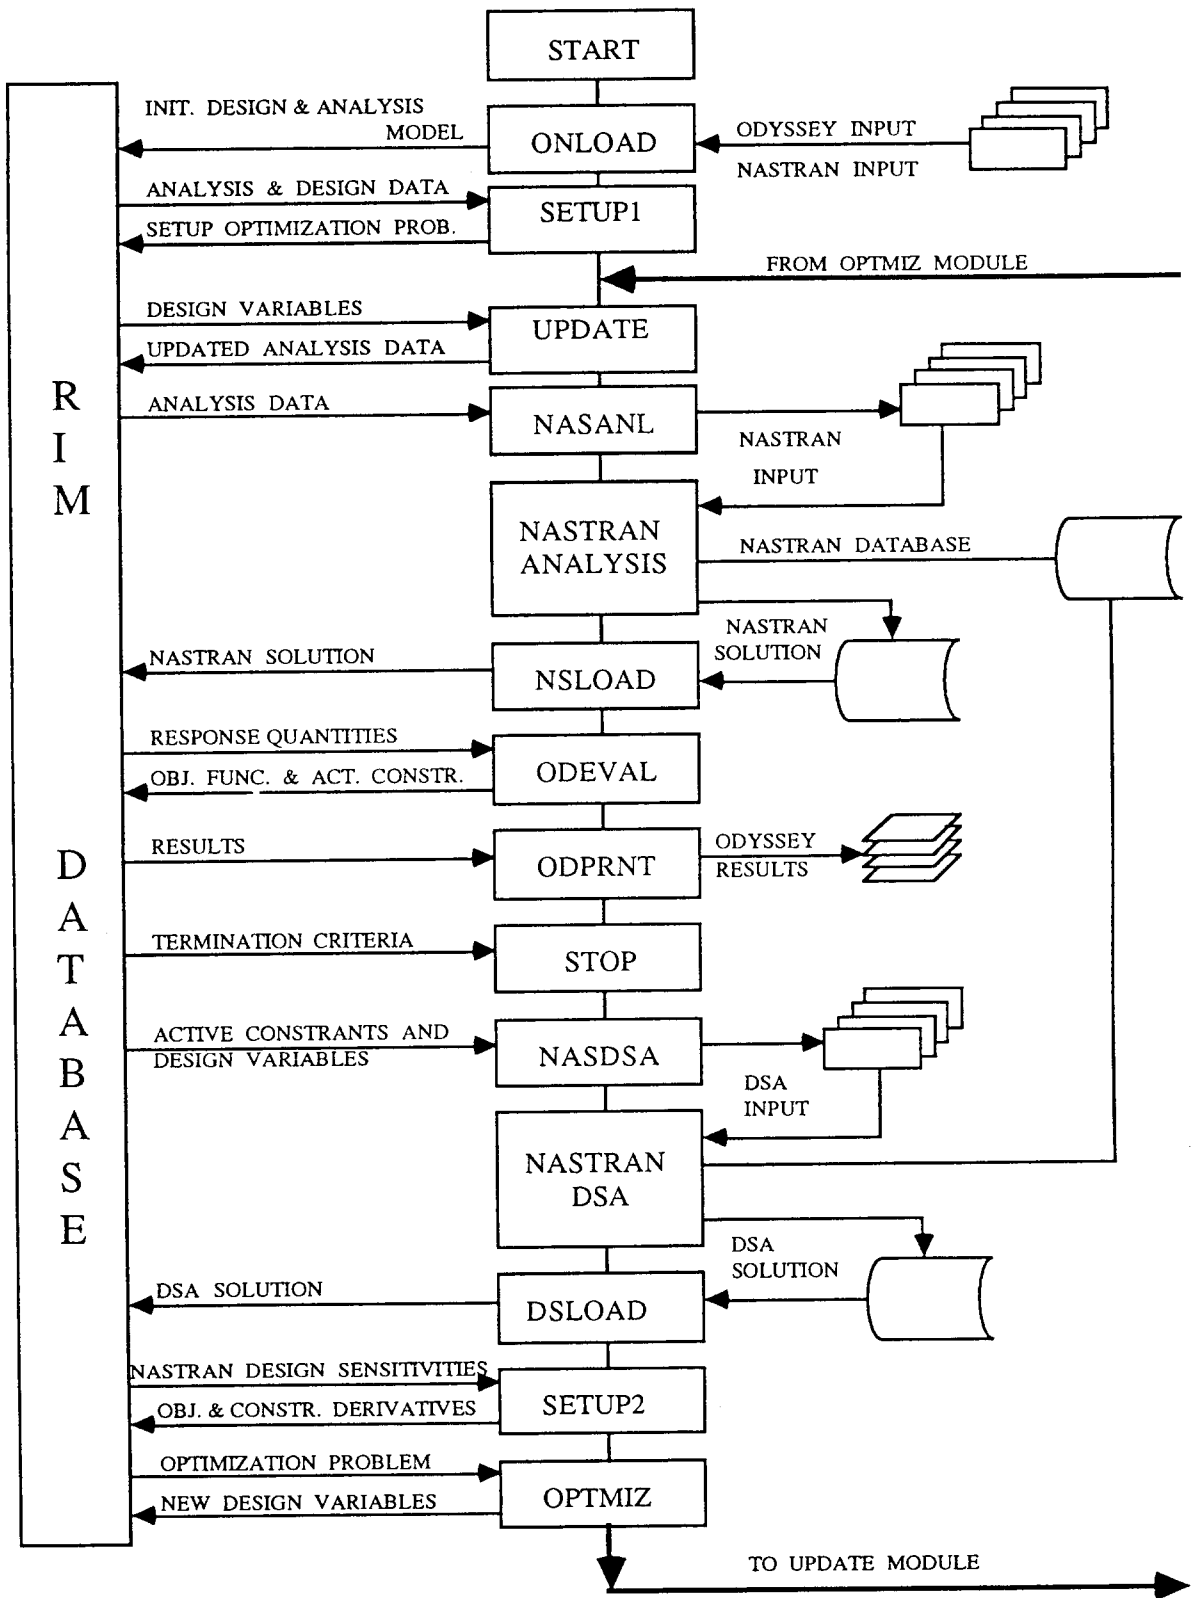 START
INIT. DESIGN & ANALYSIS
MODEL
ONLOAD
ODYSSEY INPUT
NASTRAN INPUT
ANALYSIS & DESIGN DATA
SETUP1
SETUP OPTIMIZATION PROB.
FROM OPTMIZ MODULE
DESIGN VARIABLES
UPDATE
UPDATED ANALYSIS DATA
ANALYSIS DATA
NASANL
NASTRAN
INPUT
NASTRAN
ANALYSIS
NASTRAN DATABASE
NASTRAN
SOLUTION
NASTRAN SOLUTION
NSLOAD
RESPONSE QUANTITIES
ODEVAL
OBJ. FUNC. & ACT. CONSTR.
RESULTS
ODPRNT
ODYSSEY
RESULTS
TERMINATION CRITERIA
STOP
ACTIVE CONSTRANTS AND
DESIGN VARIABLES
NASDSA
DSA
INPUT
NASTRAN
DSA
DSA
SOLUTION
DSA SOLUTION
DSLOAD
NASTRAN DESIGN SENSITIVITIES
SETUP2
OBJ. & CONSTR. DERIVATIVES
OPTIMIZATION PROBLEM
OPTMIZ
NEW DESIGN VARIABLES
TO UPDATE MODULE
RIM
DATABASE